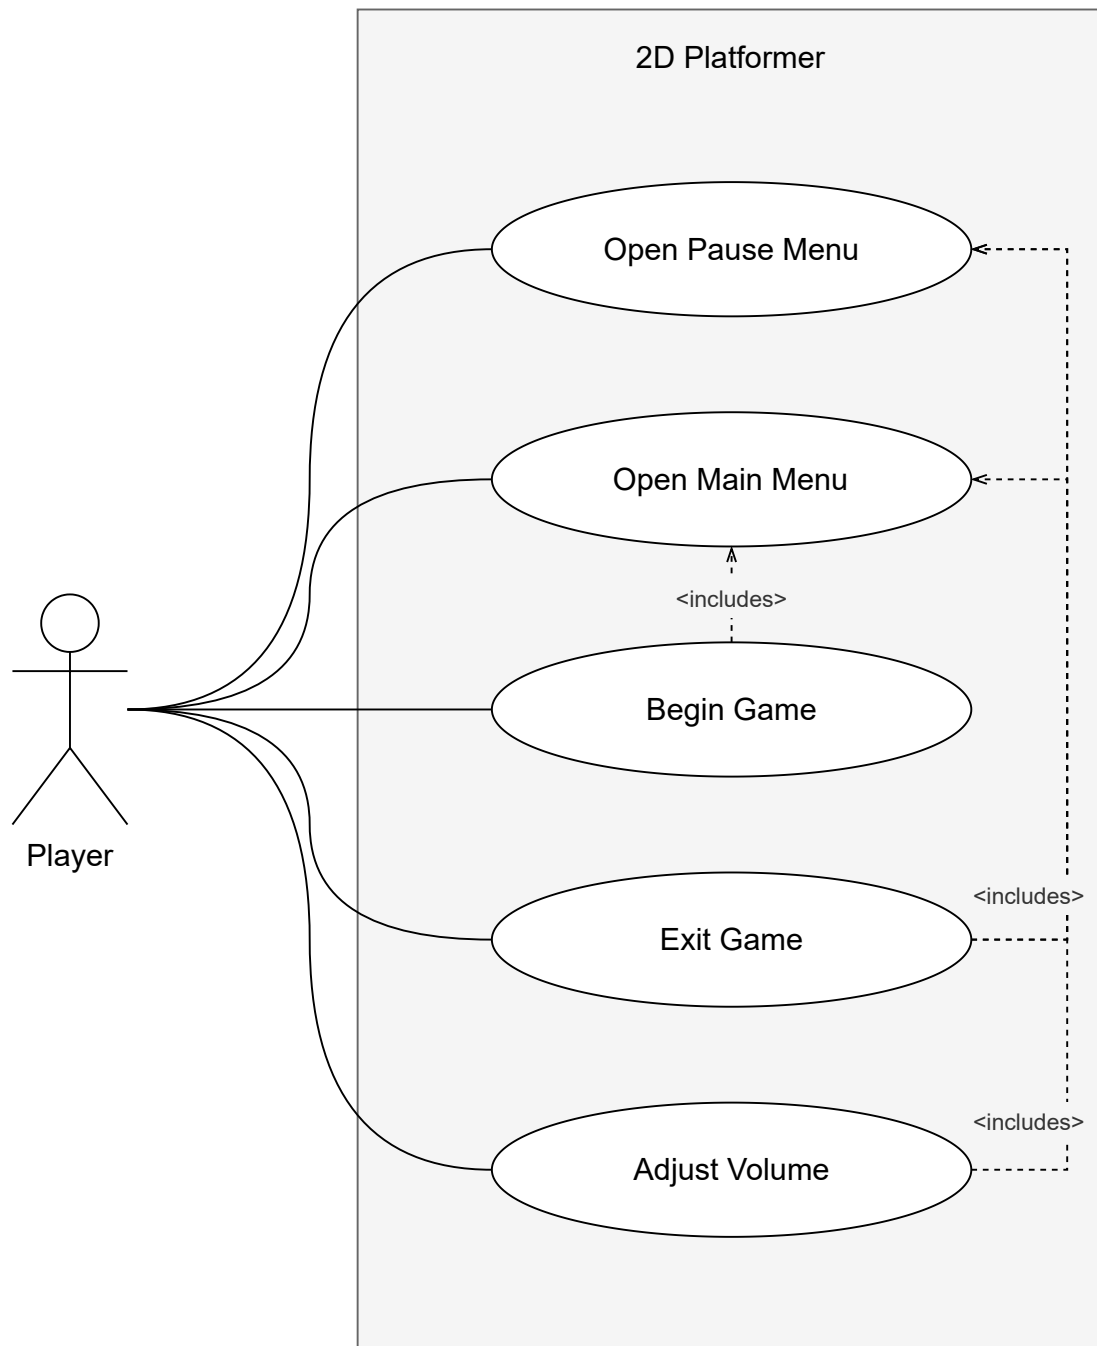 2D Platformer
Open Pause Menu
Open Main Menu
<includes>
Begin Game
Player
<includes>
Exit Game
<includes>
Adjust Volume